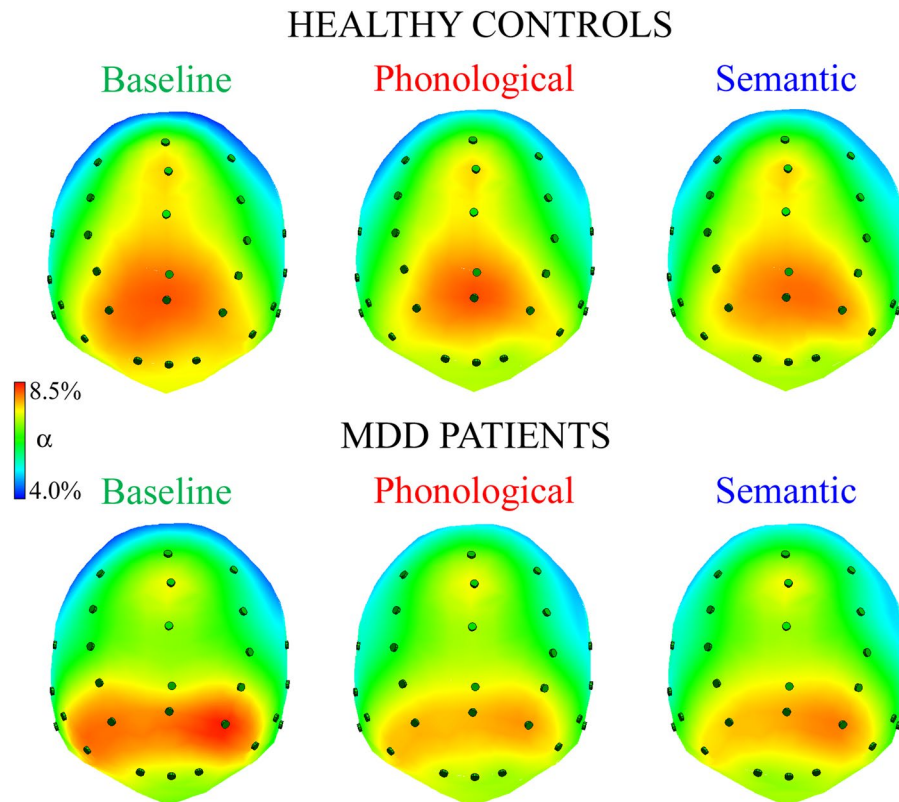 HEALTHY CONTROLS
Baseline Phonological Semantic
8.5%
α
4.0%
MDD PATIENTS
Baseline Phonological Semantic